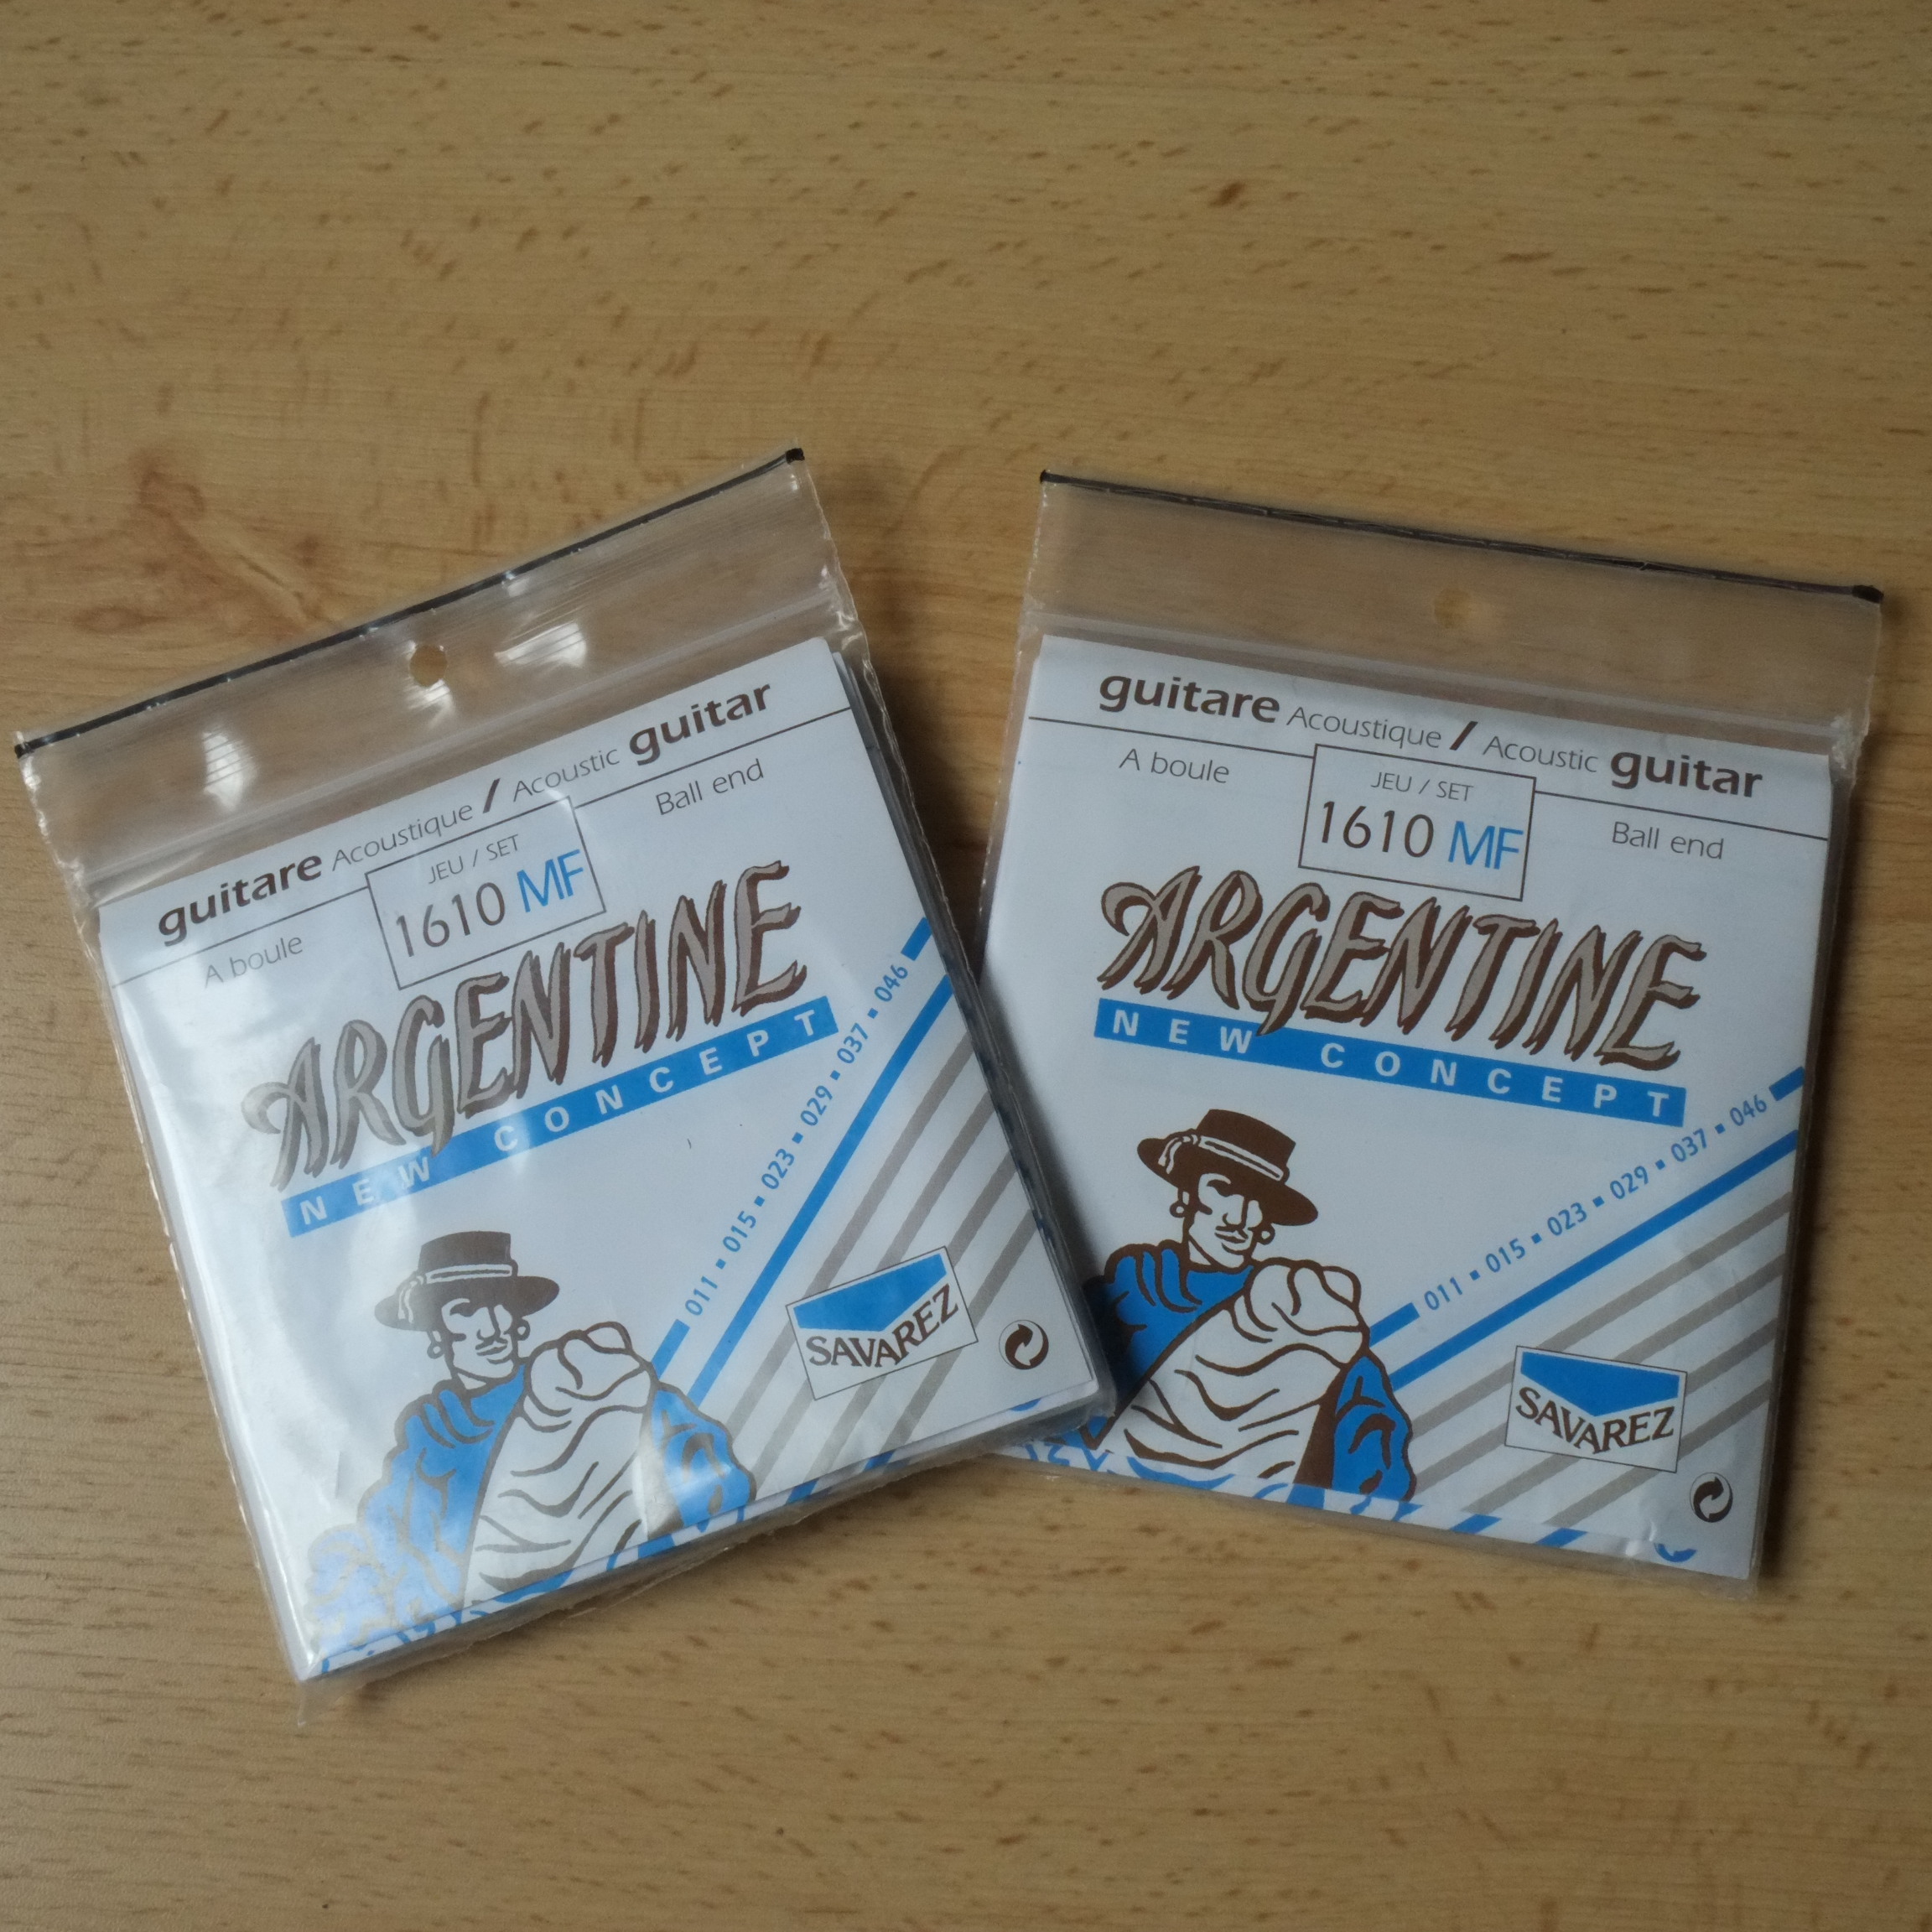 guitare Acoustique / Acoustic guitar
A boule
JEU / SET
1610 MF
Ball end
ARGENTINE
NEW CONCEPT
011 ▪ 015 ▪ 023 ▪ 029 ▪ 037 ▪ 046
SAVAREZ
guitare Acoustique / Acoustic guitar
A boule
JEU / SET
1610 MF
Ball end
ARGENTINE
NEW CONCEPT
011 ▪ 015 ▪ 023 ▪ 029 ▪ 037 ▪ 046
SAVAREZ